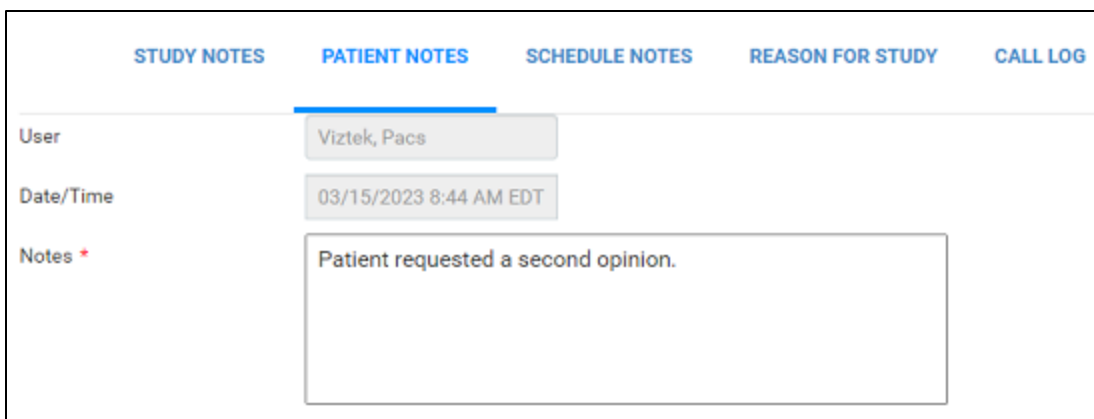 STUDY NOTES PATIENT NOTES SCHEDULE NOTES REASON FOR STUDY CALL LOG
User Viztek, Pacs
Date/Time 03/15/2023 8:44 AM EDT
Notes * Patient requested a second opinion.